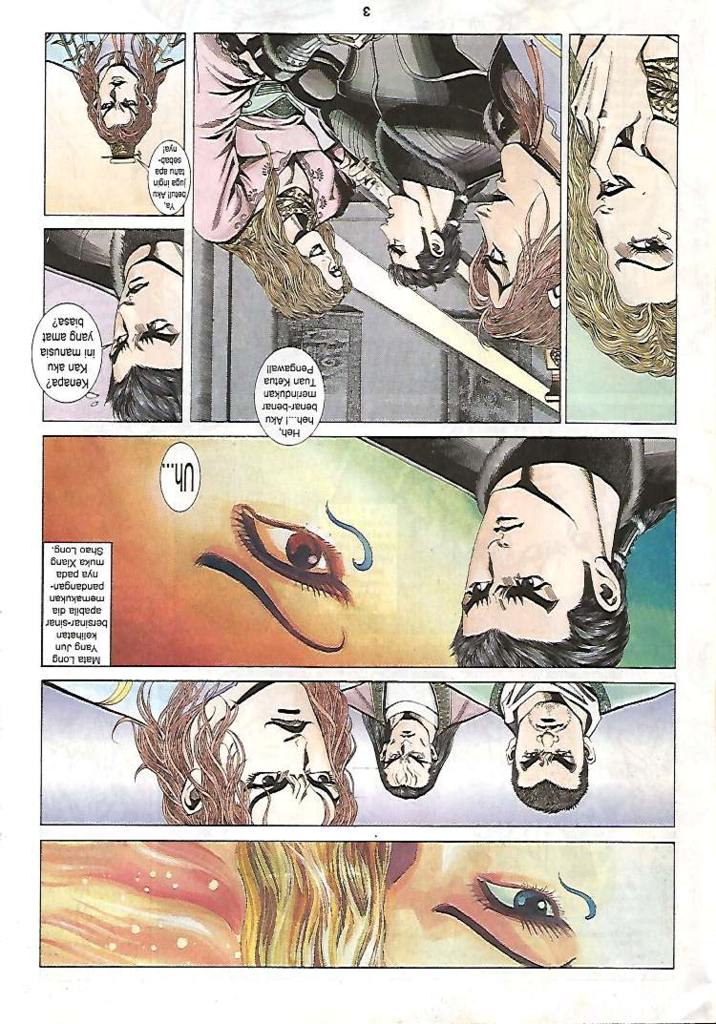 Mata Long
Yang Jun
kelihatan
bersinar-sinar
apabila dia
memakukan
pandangan-
nya pada
muka Xiang
Shao Long.
Uh...
Heh,
heh...! Aku
benar-benar
merindukan
Tuan Ketua
Pengawal!
Kenapa?
Kan aku
ini manusia
yang amat
biasa?
Ya,
betul! Aku
juga ingin
tahu apa
sebab-
nya!
3